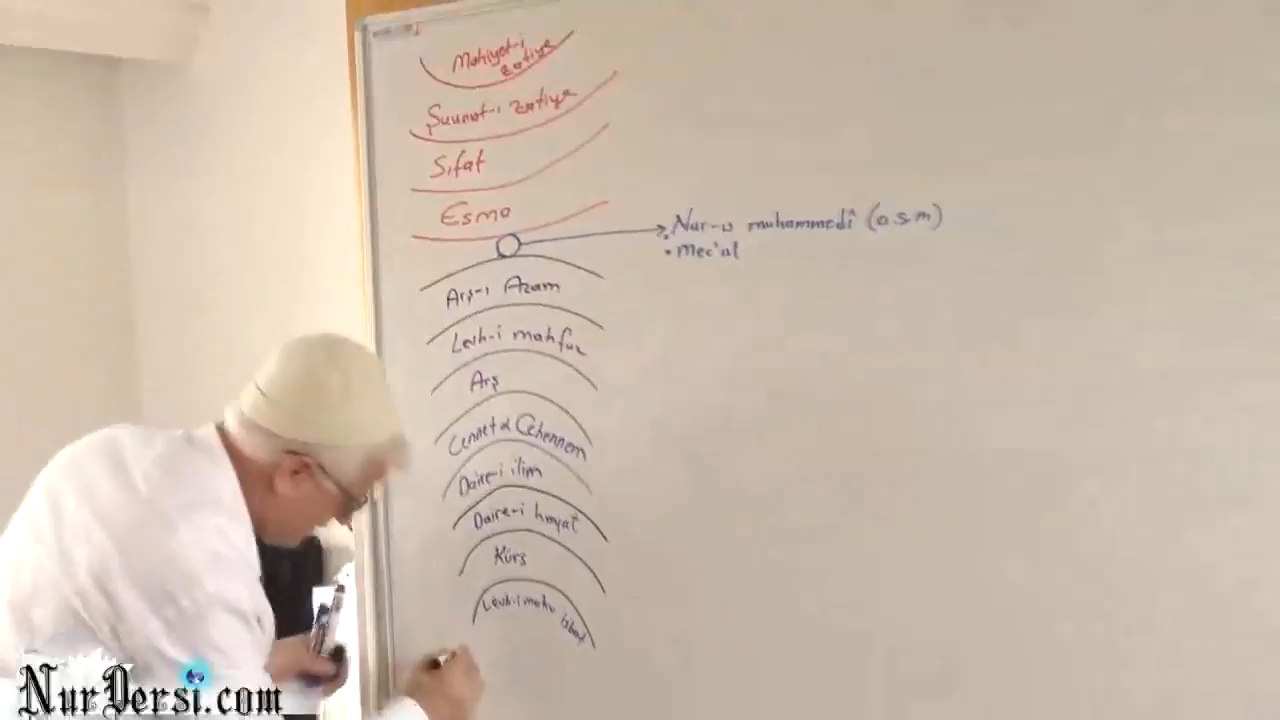 Mahiyet-i
zatiye
Şuunat-ı zatiye
Sıfat
Esma
• Nur-u muhammedî (a.s.m)
• mec'al
Arş-ı Azam
Levh-i mahfuz
Arş
Cennet & Cehennem
Daire-i ilim
Daire-i hayat
Kürs
Levh-i mahv isbat
NurDersi.com